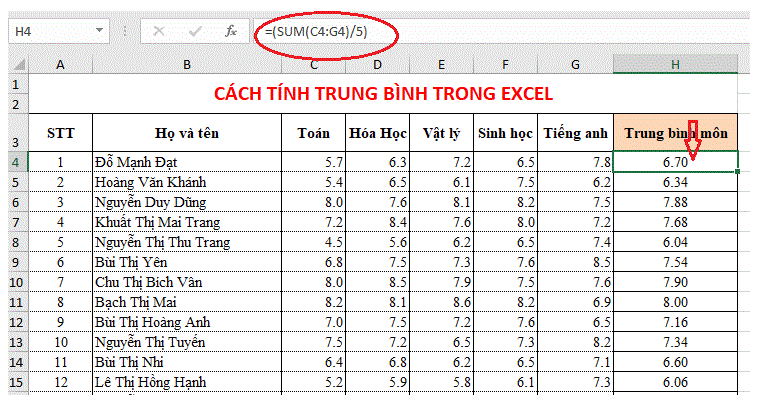 H4 fx =(SUM(C4:G4)/5)
A B C D E F G H
1
CÁCH TÍNH TRUNG BÌNH TRONG EXCEL
2
3 STT Họ và tên Toán Hóa Học Vật lý Sinh học Tiếng anh Trung bình môn
4 1 Đỗ Mạnh Đạt 5.7 6.3 7.2 6.5 7.8 6.70
5 2 Hoàng Văn Khánh 5.4 6.5 6.1 7.5 6.2 6.34
6 3 Nguyễn Duy Dũng 8.0 7.6 8.1 8.2 7.5 7.88
7 4 Khuất Thị Mai Trang 7.2 8.4 7.6 8.0 7.2 7.68
8 5 Nguyễn Thị Thu Trang 4.5 5.6 6.2 6.5 7.4 6.04
9 6 Bùi Thị Yên 6.8 7.5 7.3 7.6 8.5 7.54
10 7 Chu Thị Bích Vân 8.0 8.5 7.9 7.5 7.6 7.90
11 8 Bạch Thị Mai 8.2 8.1 8.6 8.2 6.9 8.00
12 9 Bùi Thị Hoàng Anh 7.0 7.5 7.2 7.6 6.5 7.16
13 10 Nguyễn Thị Tuyến 7.5 7.2 6.5 7.3 8.2 7.34
14 11 Bùi Thị Nhi 6.4 6.8 6.2 6.5 7.1 6.60
15 12 Lê Thị Hồng Hạnh 5.2 5.9 5.8 6.1 7.3 6.06